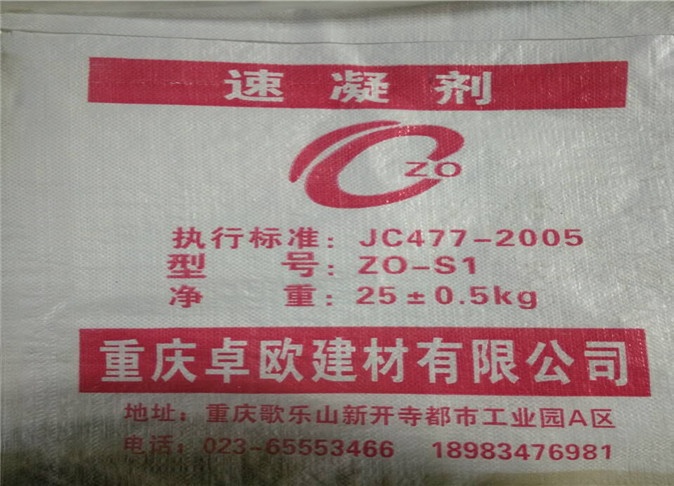 速凝剂
ZO
执行标准：JC477-2005
型号：ZO-S1
净重：25±0.5kg
重庆卓欧建材有限公司
地址：重庆歌乐山新开寺都市工业园A区
电话：023-65553466 18983476981